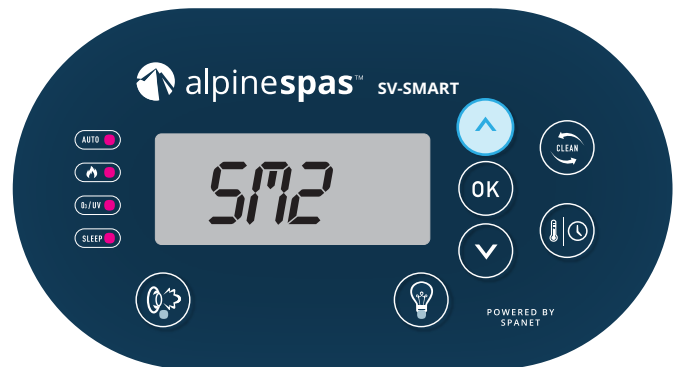 alpinespas™ SV-SMART
AUTO
O₃/UV
SLEEP
SM2
OK
CLEAN
POWERED BY
SPANET